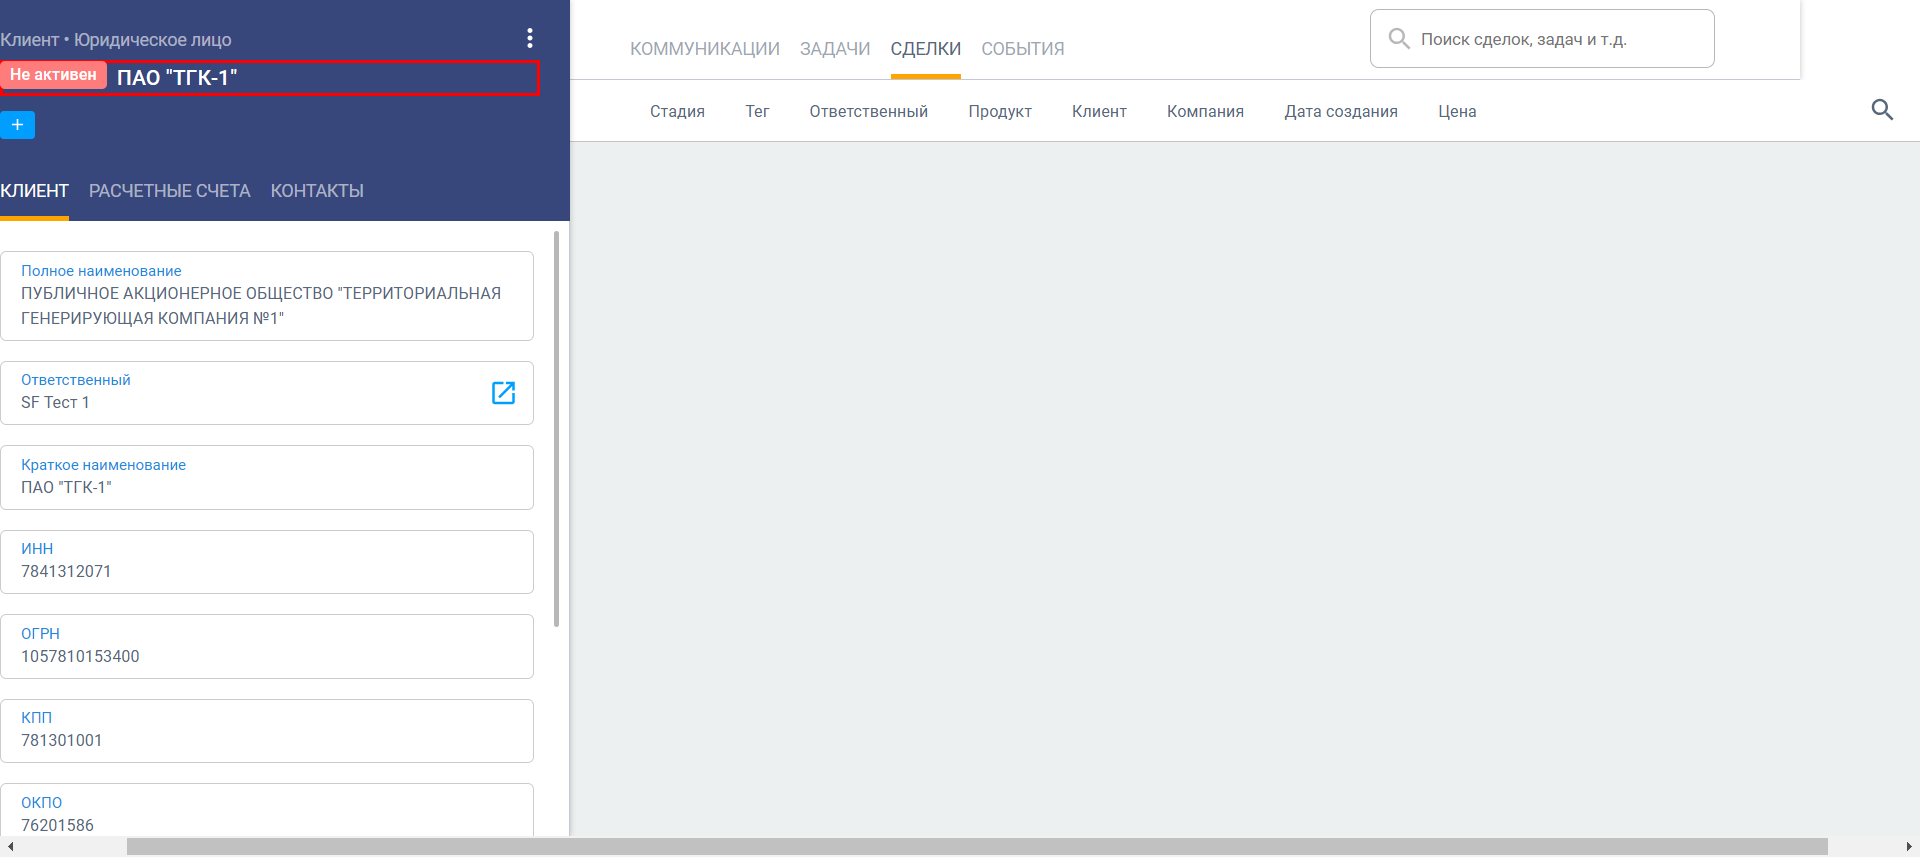 Клиент • Юридическое лицо
Не активен ПАО "ТГК-1"
+
КЛИЕНТ РАСЧЕТНЫЕ СЧЕТА КОНТАКТЫ
Полное наименование
ПУБЛИЧНОЕ АКЦИОНЕРНОЕ ОБЩЕСТВО "ТЕРРИТОРИАЛЬНАЯ
ГЕНЕРИРУЮЩАЯ КОМПАНИЯ №1"
Ответственный
SF Тест 1
Краткое наименование
ПАО "ТГК-1"
ИНН
7841312071
ОГРН
1057810153400
КПП
781301001
ОКПО
76201586
КОММУНИКАЦИИ ЗАДАЧИ СДЕЛКИ СОБЫТИЯ
Поиск сделок, задач и т.д.
Стадия Тег Ответственный Продукт Клиент Компания Дата создания Цена